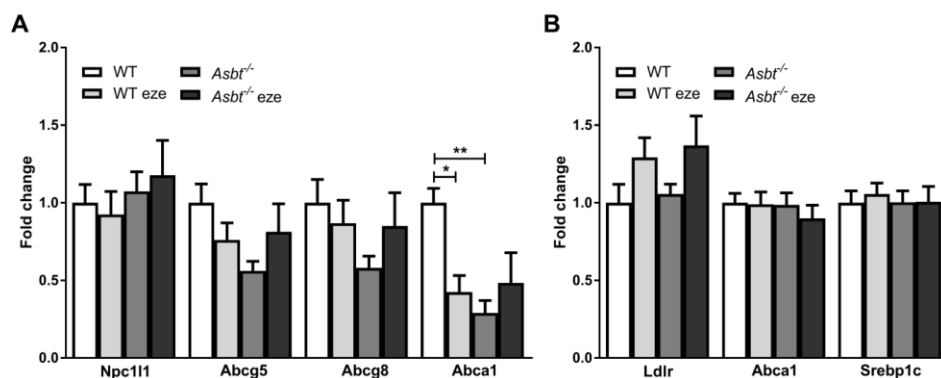 A
Fold change
2.0
1.5
1.0
0.5
0.0
WT
WT eze
Asbt-/-
Asbt-/- eze
*
**
Npc1l1
Abcg5
Abcg8
Abca1
B
Fold change
2.0
1.5
1.0
0.5
0.0
WT
WT eze
Asbt-/-
Asbt-/- eze
Ldlr
Abca1
Srebp1c